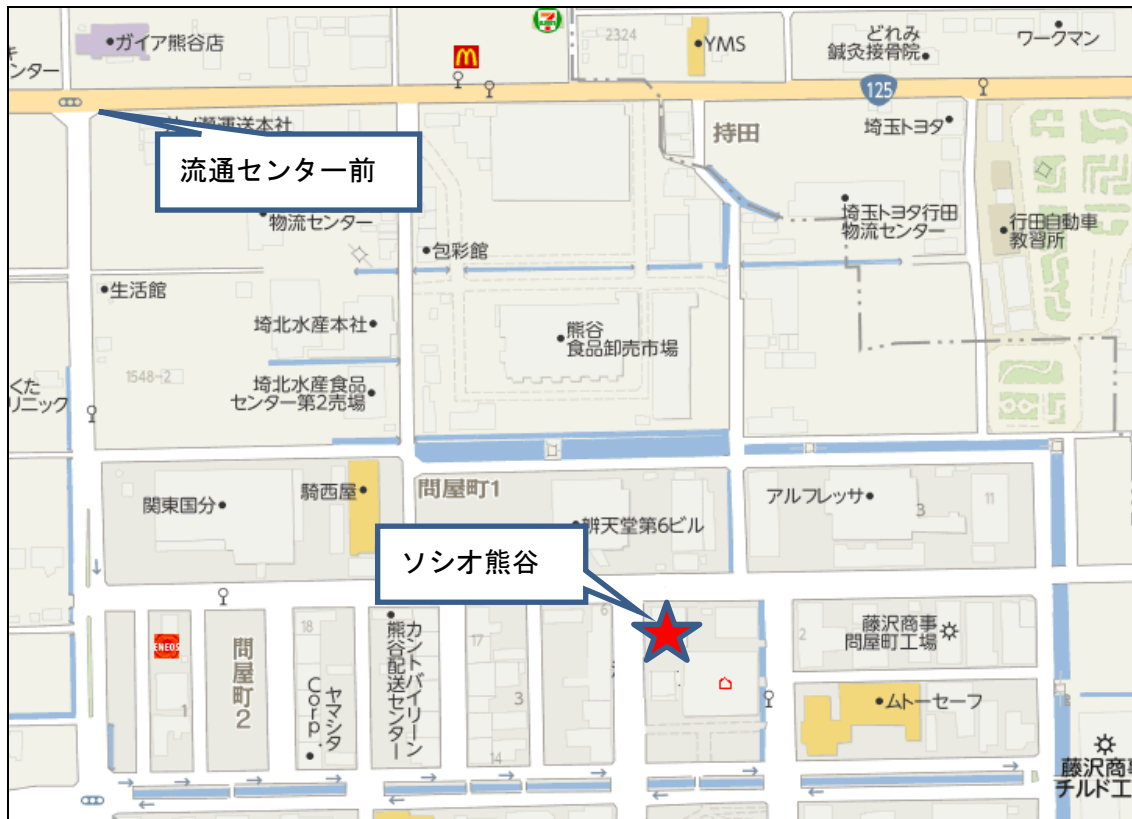 ガイア熊谷店
ンター
2324
YMS
どれみ
鍼灸接骨院
ワークマン
125
流通センター前
持田
埼玉トヨタ
物流センター
包彩館
埼玉トヨタ行田
物流センター
行田自動車
教習所
生活館
埼北水産本社
熊谷
食品卸売市場
1548-2
くた
リニック
埼北水産食品
センター第2売場
関東国分
騎西屋
問屋町1
アルフレッサ
3
11
辨天堂第6ビル
ソシオ熊谷
ENEOS
1
問屋町2
18
ヤマシタ
Corp.
カントバイリーン
熊谷配送センター
17
3
14
6
2
藤沢商事
問屋町工場
ムトーセーフ
藤沢商事
チルド工